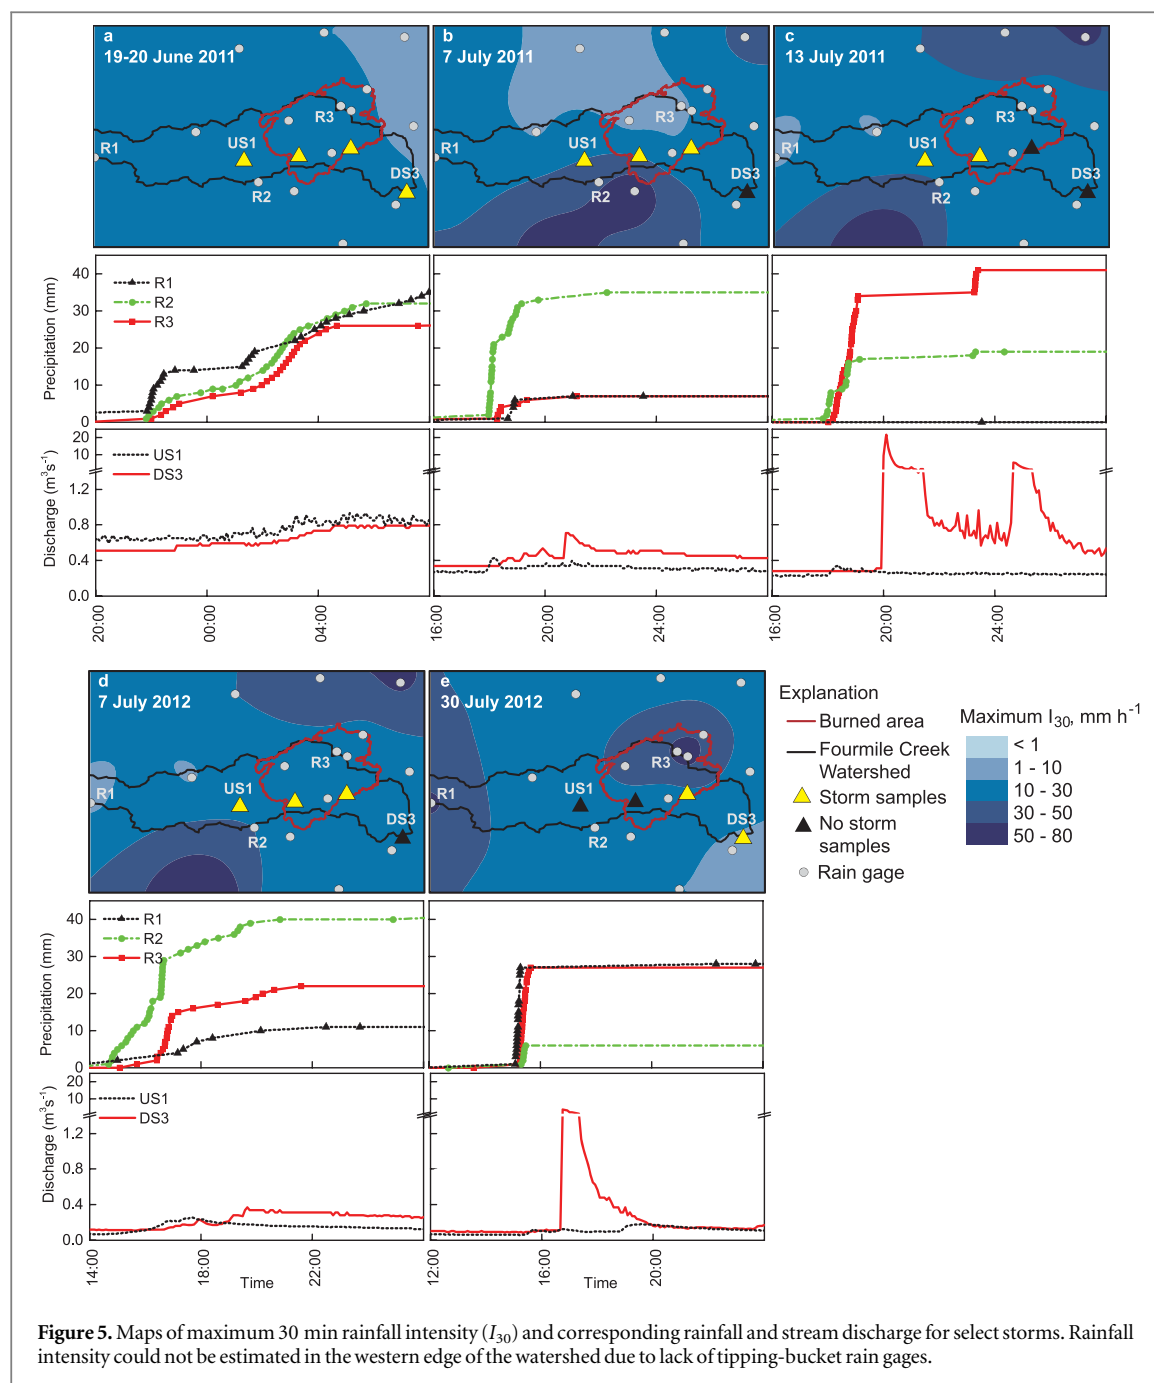 a
19-20 June 2011
R1
US1
R3
R2
DS3
b
7 July 2011
R1
US1
R3
R2
DS3
c
13 July 2011
R1
US1
R3
R2
DS3
Precipitation (mm)
40
30
20
10
0
R1
R2
R3
Discharge (m³s⁻¹)
20
10
1.2
0.8
0.4
0.0
US1
DS3
20:00
00:00
04:00
16:00
20:00
24:00
16:00
20:00
24:00
d
7 July 2012
R1
US1
R3
R2
DS3
e
30 July 2012
R1
US1
R3
R2
DS3
Explanation
Burned area
Fourmile Creek
Watershed
Storm samples
No storm
samples
Rain gage
Maximum I₃₀, mm h⁻¹
< 1
1 - 10
10 - 30
30 - 50
50 - 80
Precipitation (mm)
40
30
20
10
0
R1
R2
R3
Discharge (m³s⁻¹)
20
10
1.2
0.8
0.4
0.0
US1
DS3
14:00
18:00
22:00
12:00
16:00
20:00
Time
Time
Figure 5. Maps of maximum 30 min rainfall intensity (I₃₀) and corresponding rainfall and stream discharge for select storms. Rainfall
intensity could not be estimated in the western edge of the watershed due to lack of tipping-bucket rain gages.